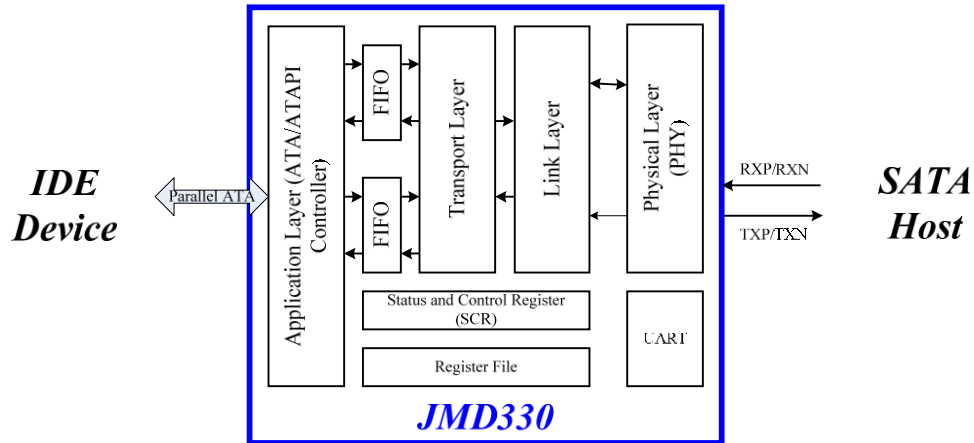 IDE
Device
Parallel ATA
Application Layer (ATA/ATAPI
Controller)
FIFO
FIFO
Transport Layer
Link Layer
Physical Layer
(PHY)
RXP/RXN
TXP/TXN
SATA
Host
Status and Control Register
(SCR)
Register File
UART
JMD330